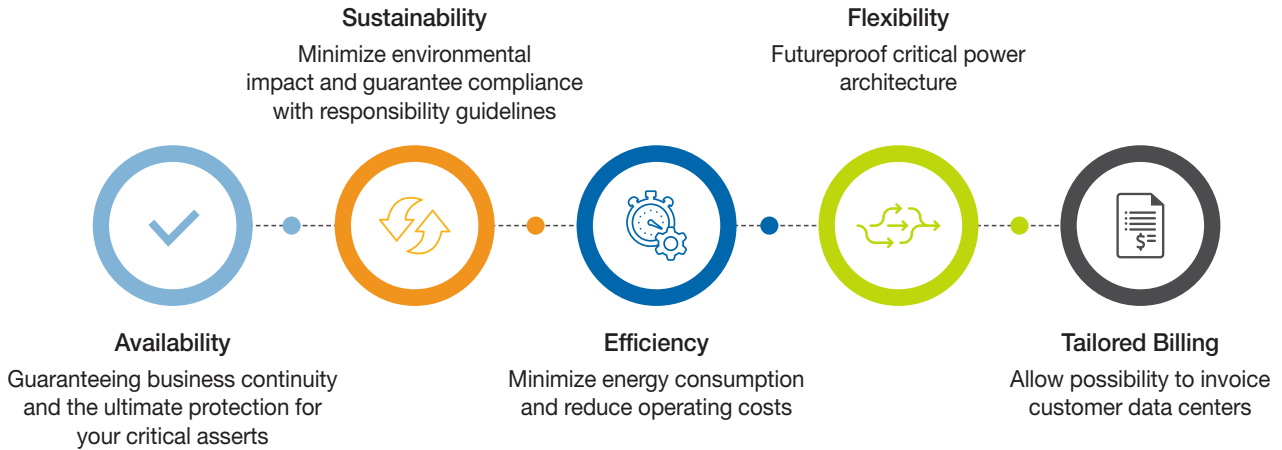 Sustainability
Minimize environmental
impact and guarantee compliance
with responsibility guidelines
Flexibility
Futureproof critical power
architecture
$
Availability
Guaranteeing business continuity
and the ultimate protection for
your critical asserts
Efficiency
Minimize energy consumption
and reduce operating costs
Tailored Billing
Allow possibility to invoice
customer data centers